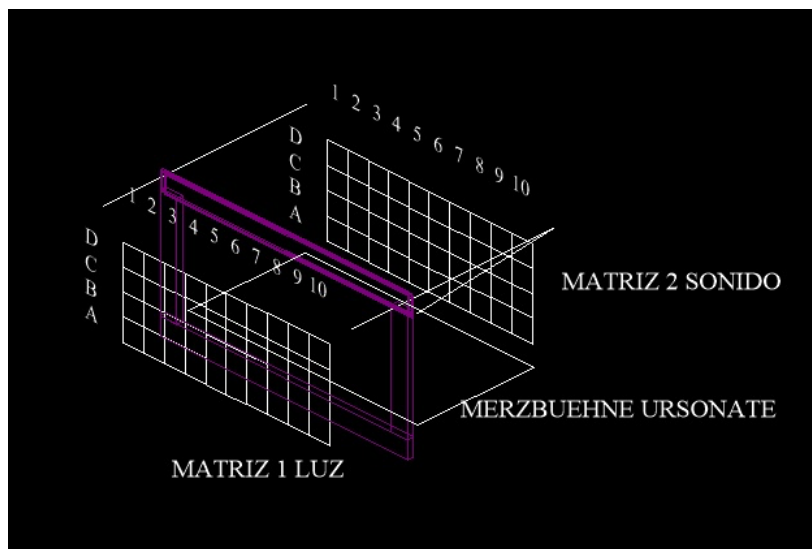 1 2 3 4 5 6 7 8 9 10
D
C
B
A
1 2 3 4 5 6 7 8 9 10
D
C
B
A
MATRIZ 2 SONIDO
MERZBUEHNE URSONATE
MATRIZ 1 LUZ